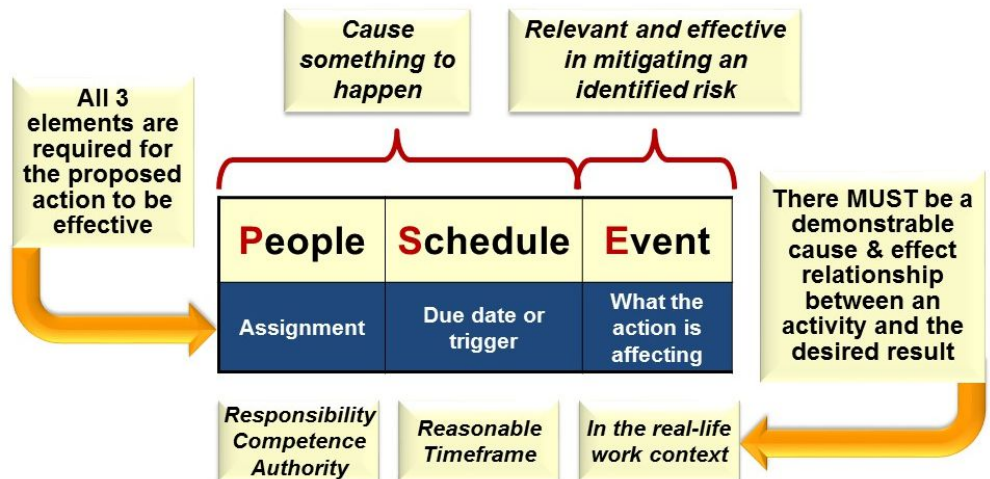 Cause
something to
happen
Relevant and effective
in mitigating an
identified risk
All 3
elements are
required for
the proposed
action to be
effective
People
Schedule
Event
Assignment
Due date or
trigger
What the
action is
affecting
There MUST be a
demonstrable
cause & effect
relationship
between an
activity and the
desired result
Responsibility
Competence
Authority
Reasonable
Timeframe
In the real-life
work context